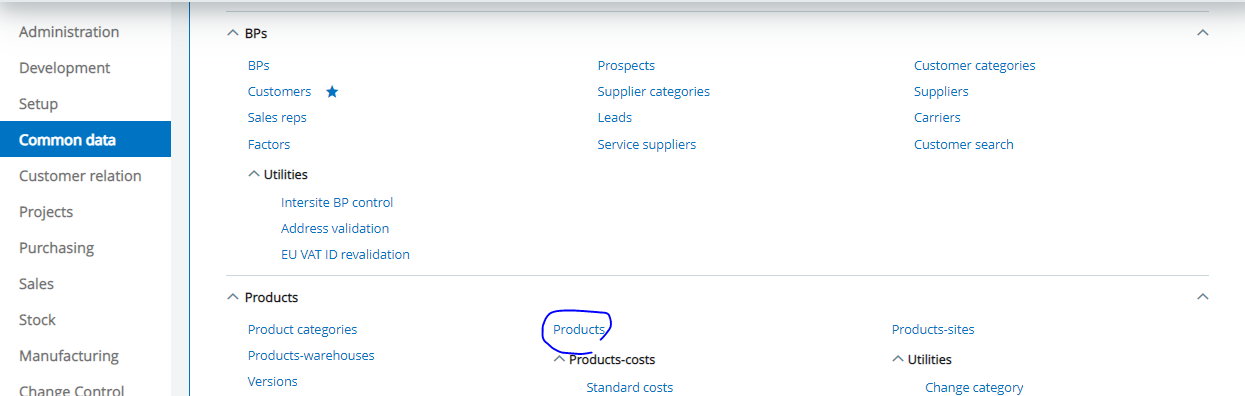 Administration
Development
Setup
Common data
Customer relation
Projects
Purchasing
Sales
Stock
Manufacturing
Change Control
BPs
BPs Prospects Customer categories
Customers Supplier categories Suppliers
Sales reps Leads Carriers
Factors Service suppliers Customer search
Utilities
Intersite BP control
Address validation
EU VAT ID revalidation
Products
Product categories Products Products-sites
Products-warehouses Products-costs Utilities
Versions Standard costs Change category